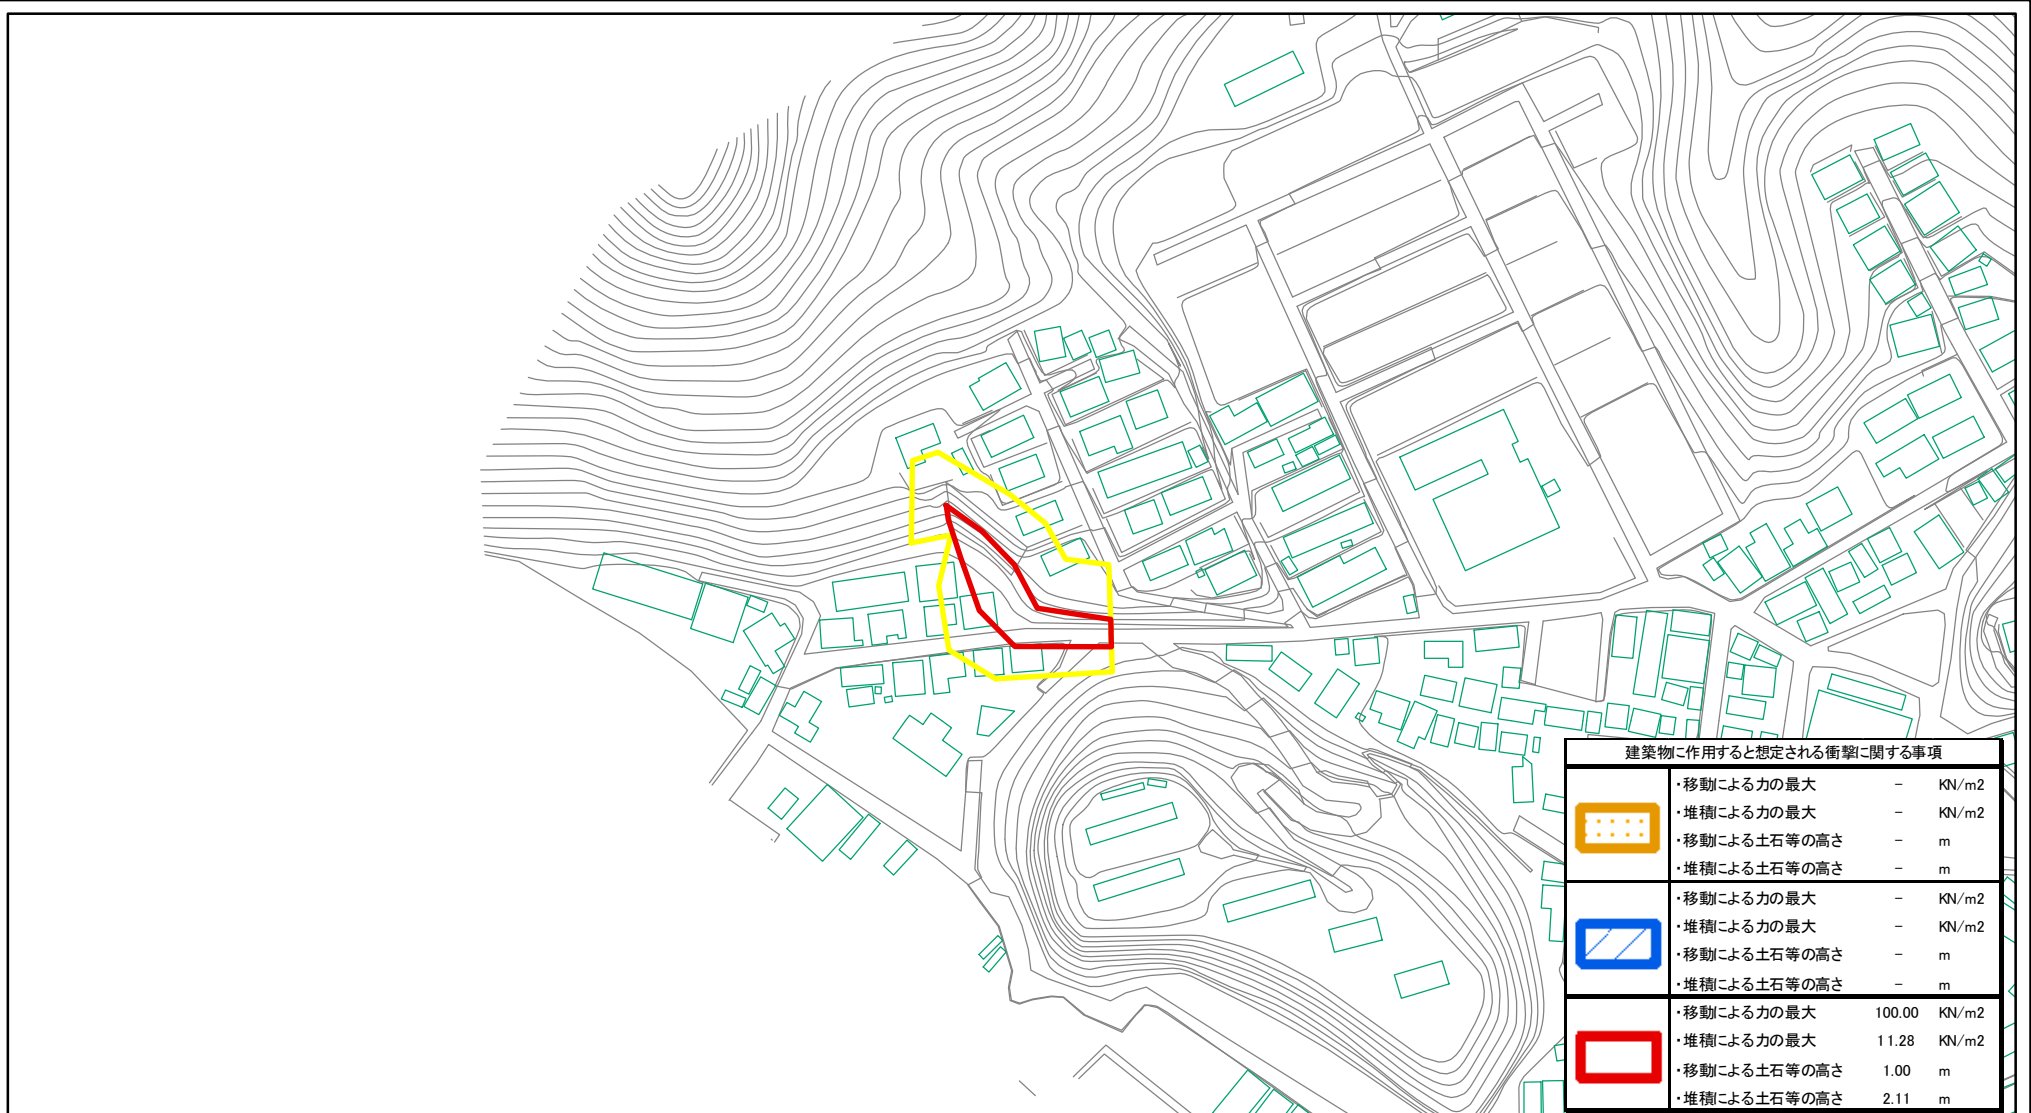 建築物に作用すると想定される衝撃に関する事項
・移動による力の最大 － KN/m2
・堆積による力の最大 － KN/m2
・移動による土石等の高さ － m
・堆積による土石等の高さ － m
・移動による力の最大 － KN/m2
・堆積による力の最大 － KN/m2
・移動による土石等の高さ － m
・堆積による土石等の高さ － m
・移動による力の最大 100.00 KN/m2
・堆積による力の最大 11.28 KN/m2
・移動による土石等の高さ 1.00 m
・堆積による土石等の高さ 2.11 m